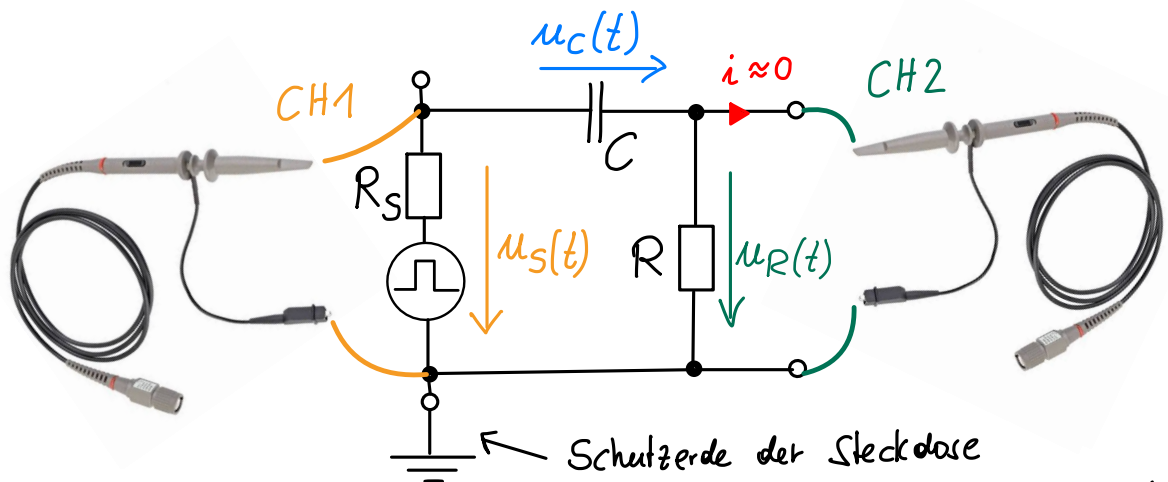 u_C(t)
CH1
i≈0
CH2
C
R_S
u_S(t)
R
u_R(t)
Schutzerde der Steckdose